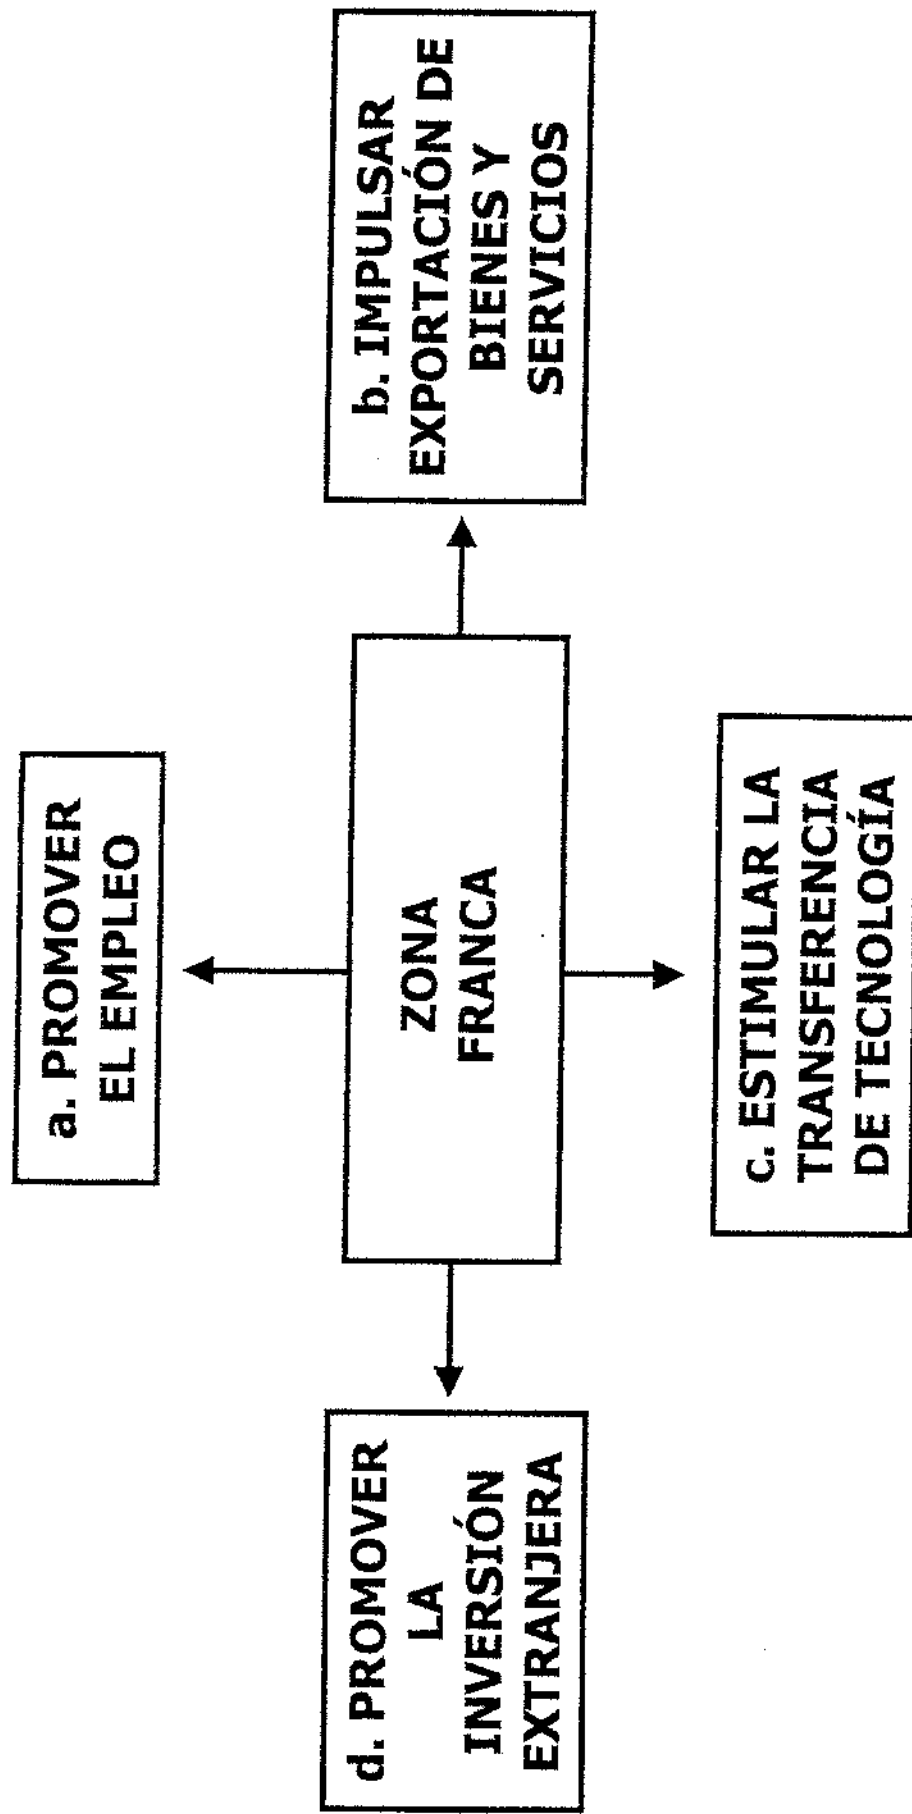 a. PROMOVER
EL EMPLEO
d. PROMOVER
LA
INVERSIÓN
EXTRANJERA
ZONA
FRANCA
b. IMPULSAR
EXPORTACIÓN DE
BIENES Y
SERVICIOS
c. ESTIMULAR LA
TRANSFERENCIA
DE TECNOLOGÍA